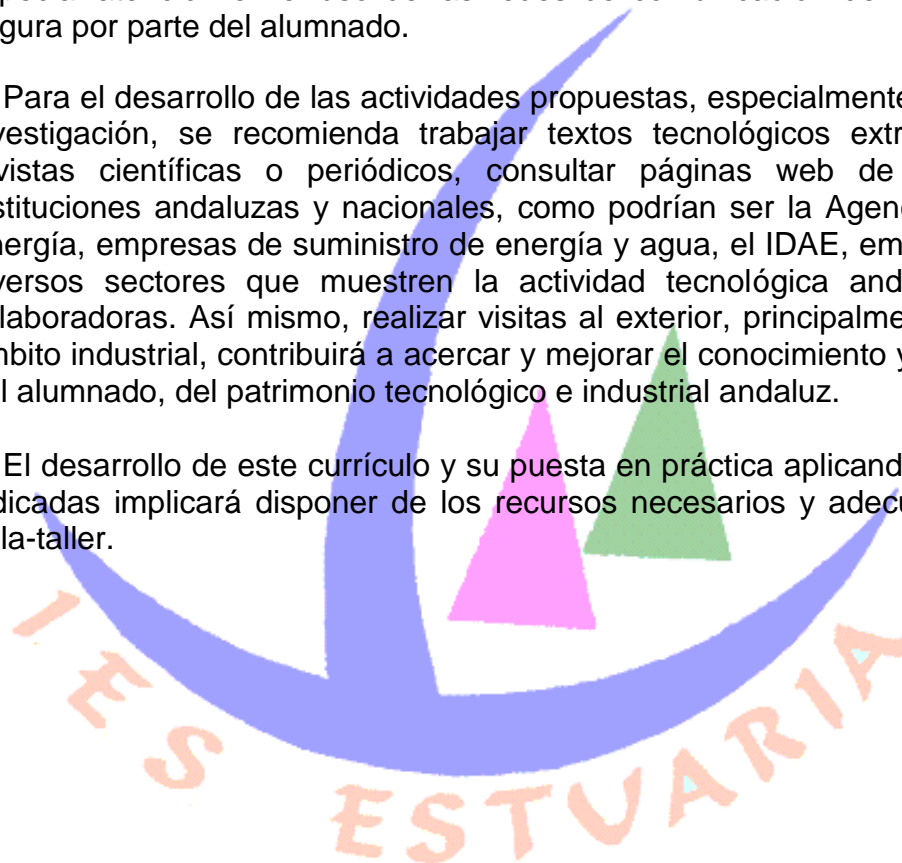 gura por parte del alumnado.
Para el desarrollo de las actividades propuestas, especialmente
vestigación, se recomienda trabajar textos tecnológicos extr
vistas científicas o periódicos, consultar páginas web de
stituciones andaluzas y nacionales, como podrían ser la Agen
nergía, empresas de suministro de energía y agua, el IDAE, em
versos sectores que muestren la actividad tecnológica and
laboradoras. Así mismo, realizar visitas al exterior, principalme
nbito industrial, contribuirá a acercar y mejorar el conocimiento y
l alumnado, del patrimonio tecnológico e industrial andaluz.
El desarrollo de este currículo y su puesta en práctica aplicand
dicadas implicará disponer de los recursos necesarios y adecu
la-taller.
IES ESTUARIA